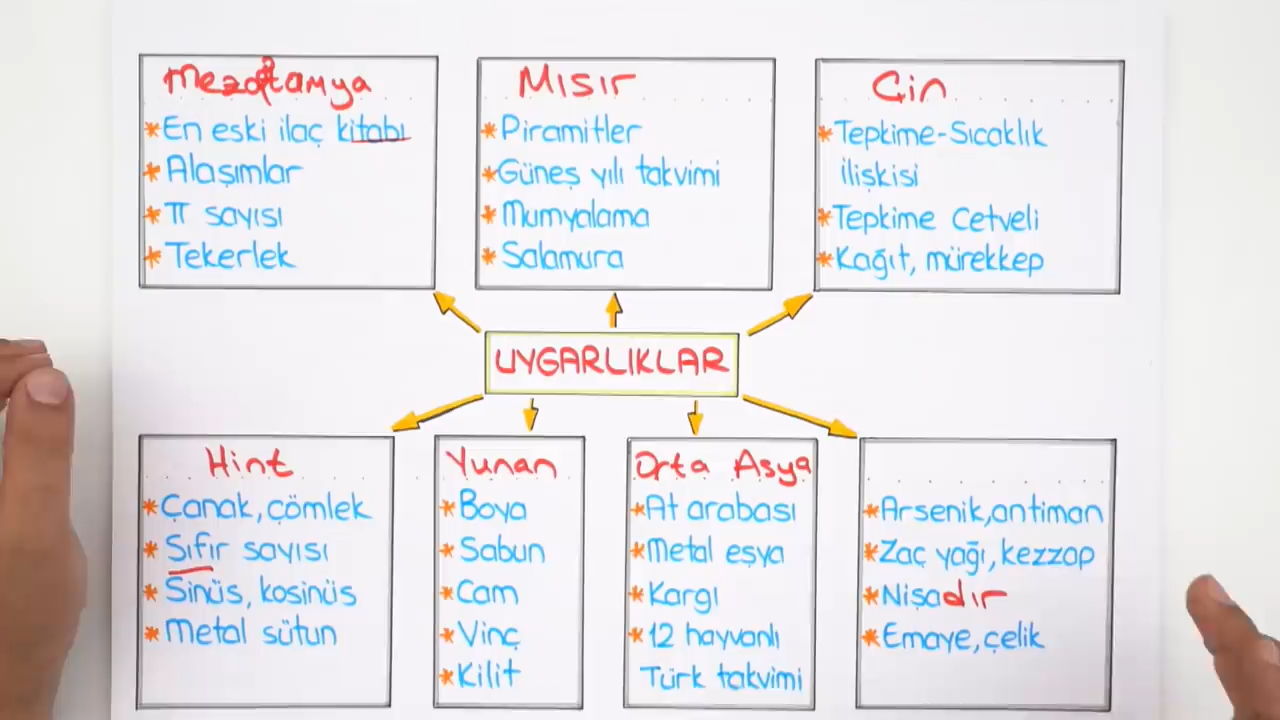 Mezopotamya
*En eski ilaç kitabı
*Alaşımlar
*π sayısı
*Tekerlek
Mısır
*Piramitler
*Güneş yılı takvimi
*Mumyalama
*Salamura
Çin
*Tepkime-Sıcaklık
ilişkisi
*Tepkime cetveli
*Kağıt, mürekkep
UYGARLIKLAR
Hint
*Çanak, çömlek
*Sıfır sayısı
*Sinüs, kosinüs
*Metal sütun
Yunan
*Boya
*Sabun
*Cam
*Vinç
*Kilit
Orta Asya
*At arabası
*Metal eşya
*Kargı
*12 hayvanlı
Türk takvimi
*Arsenik, antiman
*Zaç yağı, kezzap
*Nişadır
*Emaye, çelik